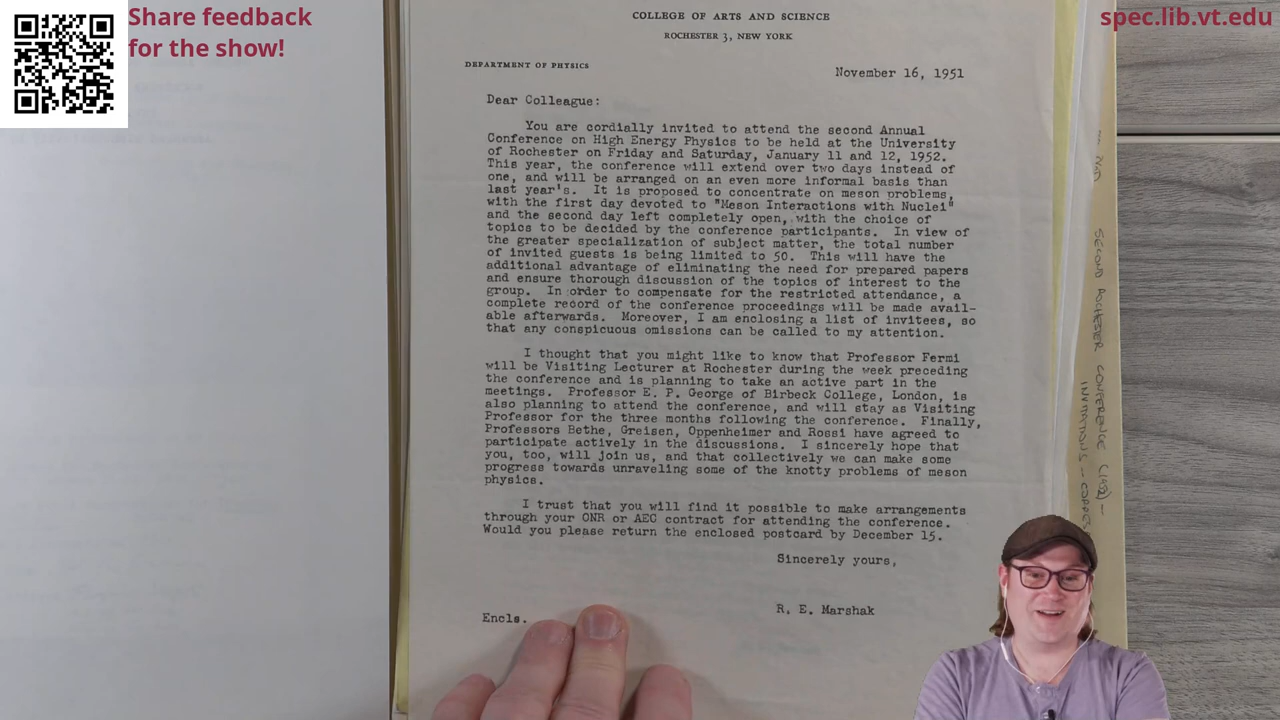 Share feedback
for the show!
spec.lib.vt.edu
COLLEGE OF ARTS AND SCIENCE
ROCHESTER 3, NEW YORK
DEPARTMENT OF PHYSICS
November 16, 1951
Dear Colleague:
You are cordially invited to attend the second Annual
Conference on High Energy Physics to be held at the University
of Rochester on Friday and Saturday, January 11 and 12, 1952.
This year, the conference will extend over two days instead of
one, and will be arranged on an even more informal basis than
last year's. It is proposed to concentrate on meson problems,
with the first day devoted to "Meson Interactions with Nuclei"
and the second day left completely open, with the choice of
topics to be decided by the conference participants. In view of
the greater specialization of subject matter, the total number
of invited guests is being limited to 50. This will have the
additional advantage of eliminating the need for prepared papers
and ensure thorough discussion of the topics of interest to the
group. In order to compensate for the restricted attendance, a
complete record of the conference proceedings will be made avail-
able afterwards. Moreover, I am enclosing a list of invitees, so
that any conspicuous omissions can be called to my attention.
I thought that you might like to know that Professor Fermi
will be Visiting Lecturer at Rochester during the week preceding
the conference and is planning to take an active part in the
meetings. Professor E. P. George of Birbeck College, London, is
also planning to attend the conference, and will stay as Visiting
Professor for the three months following the conference. Finally,
Professors Bethe, Greisen, Oppenheimer and Rossi have agreed to
participate actively in the discussions. I sincerely hope that
you, too, will join us, and that collectively we can make some
progress towards unraveling some of the knotty problems of meson
physics.
I trust that you will find it possible to make arrangements
through your ONR or AEC contract for attending the conference.
Would you please return the enclosed postcard by December 15.
Sincerely yours,
R. E. Marshak
Encls.
SECOND ROCHESTER CONFERENCE (1952) —
INVITATIONS -